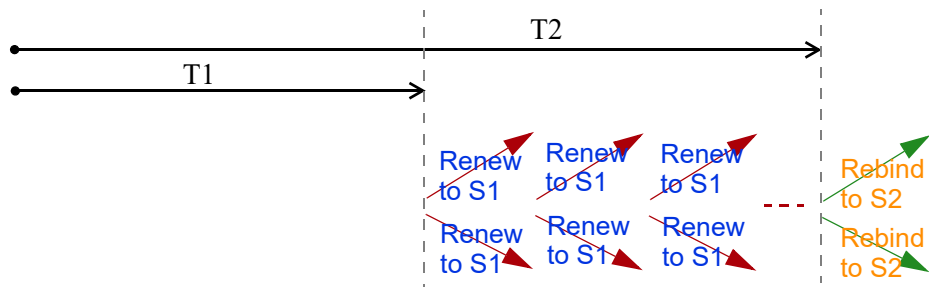 T2
T1
Renew
to S1
Renew
to S1
Renew
to S1
Rebind
to S2
Renew
to S1
Renew
to S1
Renew
to S1
Rebind
to S2